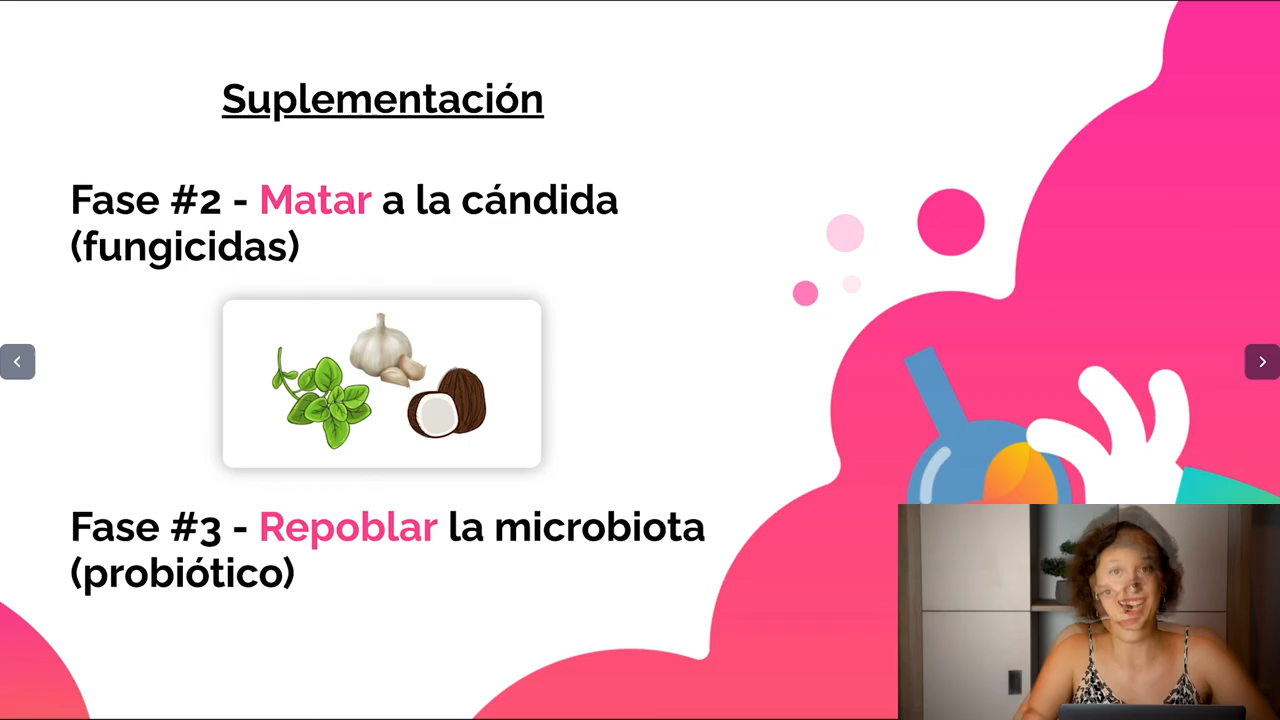 Suplementación
Fase #2 - Matar a la cándida
(fungicidas)
Fase #3 - Repoblar la microbiota
(probiótico)